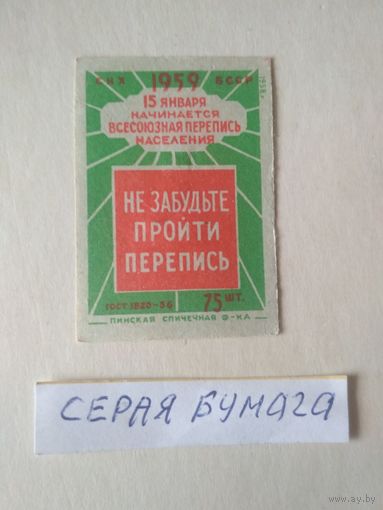 СНХ 1959 БССР
1958 г.
15 ЯНВАРЯ
НАЧИНАЕТСЯ
ВСЕСОЮЗНАЯ ПЕРЕПИСЬ
НАСЕЛЕНИЯ
НЕ ЗАБУДЬТЕ
ПРОЙТИ
ПЕРЕПИСЬ
ГОСТ 1820-56 75 ШТ.
ПИНСКАЯ СПИЧЕЧНАЯ Ф-КА
СЕРАЯ БУМАГА
www.ay.by